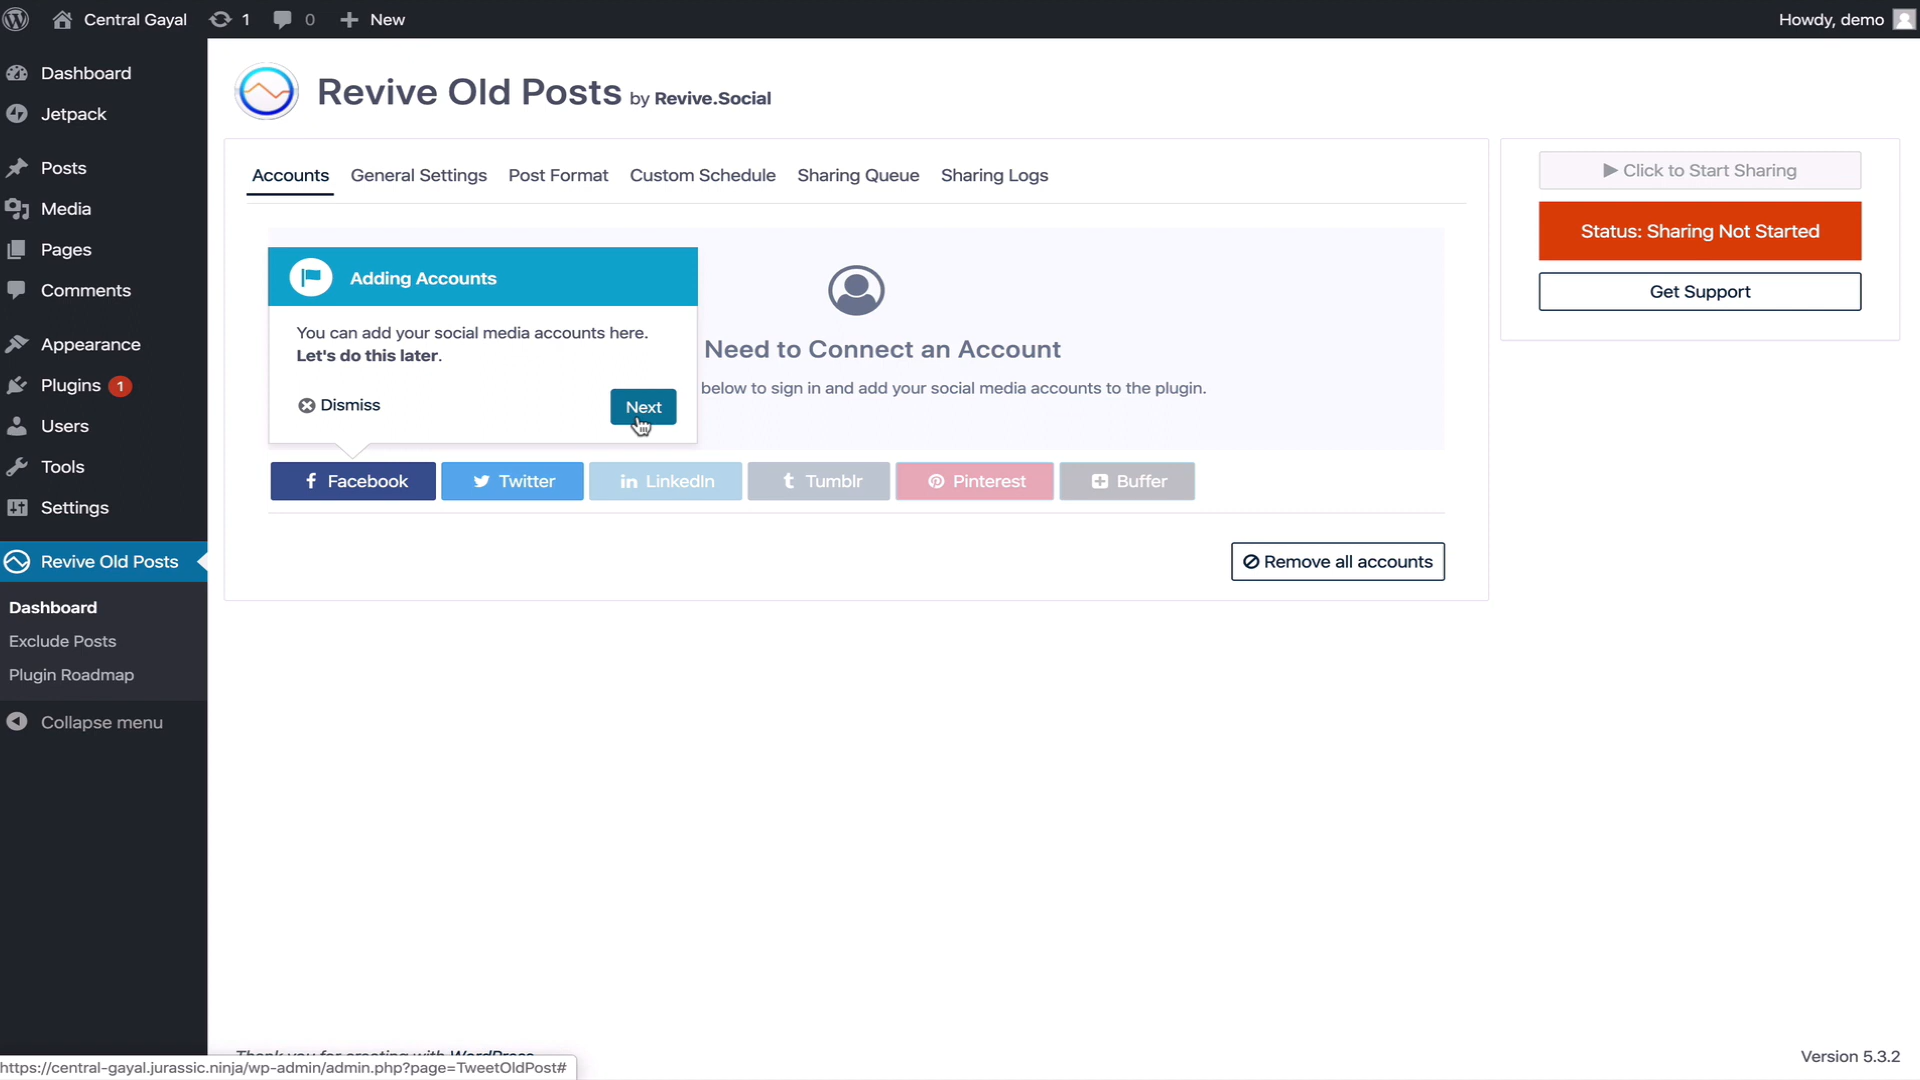 Central Gayal
1
0
New
Howdy, demo
Dashboard
Jetpack
Posts
Media
Pages
Comments
Appearance
Plugins 1
Users
Tools
Settings
Revive Old Posts
Dashboard
Exclude Posts
Plugin Roadmap
Collapse menu
Revive Old Posts by Revive.Social
Accounts
General Settings
Post Format
Custom Schedule
Sharing Queue
Sharing Logs
Adding Accounts
You can add your social media accounts here.
Let's do this later.
Dismiss
Next
Need to Connect an Account
below to sign in and add your social media accounts to the plugin.
Facebook
Twitter
LinkedIn
Tumblr
Pinterest
Buffer
Remove all accounts
Click to Start Sharing
Status: Sharing Not Started
Get Support
Thank you for creating with WordPress
https://central-gayal.jurassic.ninja/wp-admin/admin.php?page=TweetOldPost#
Version 5.3.2